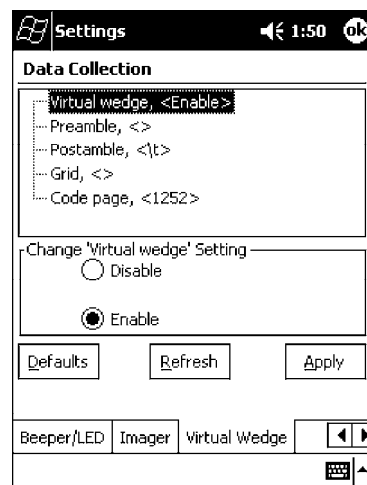 Settings 1:50 ok
Data Collection
Virtual wedge, <Enable>
Preamble, <>
Postamble, <\t>
Grid, <>
Code page, <1252>
Change 'Virtual wedge' Setting
Disable
Enable
Defaults Refresh Apply
Beeper/LED Imager Virtual Wedge